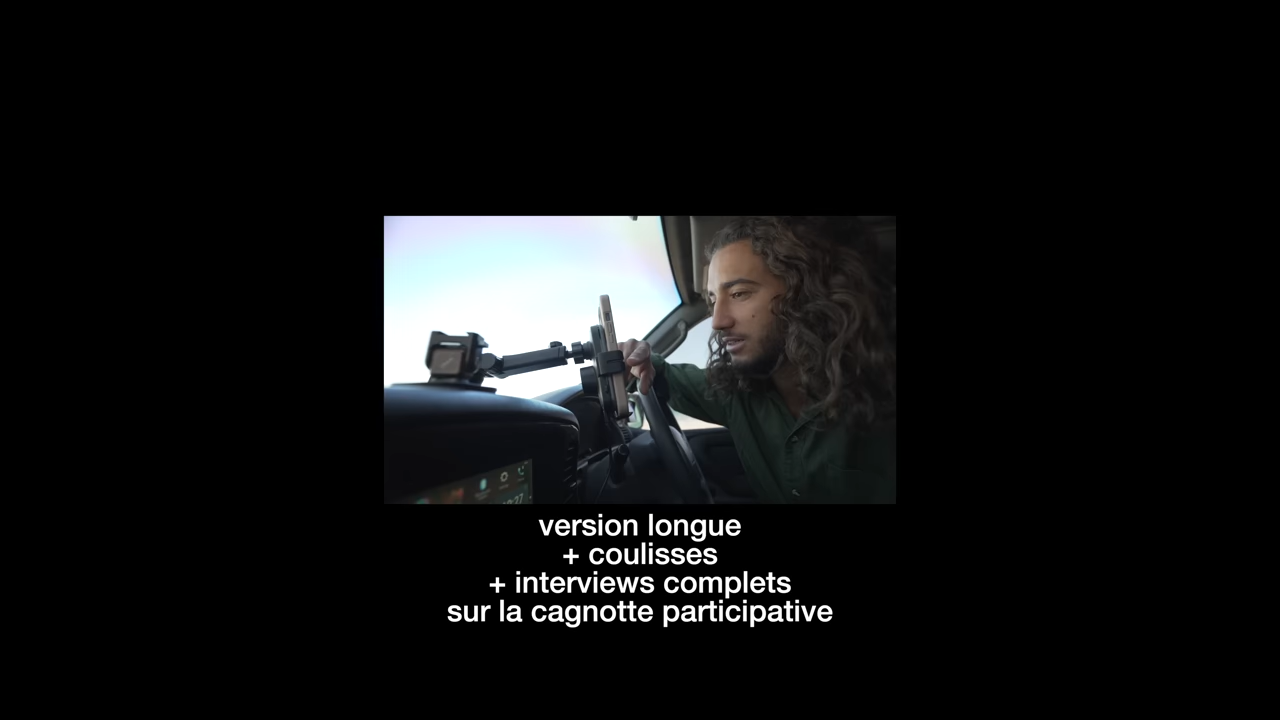 version longue
+ coulisses
+ interviews complets
sur la cagnotte participative